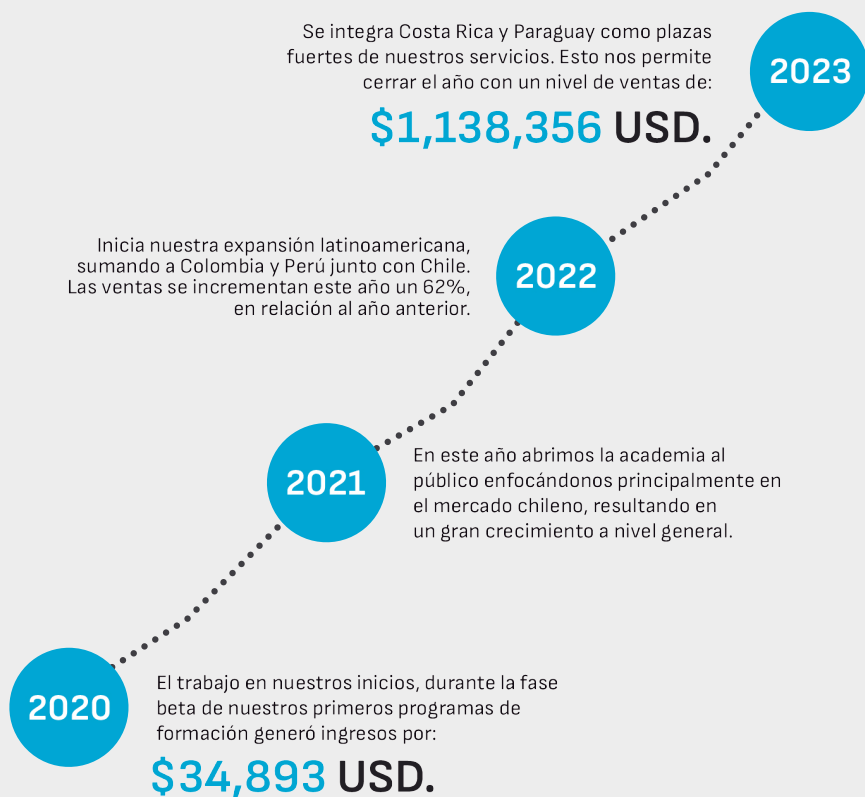 Se integra Costa Rica y Paraguay como plazas
fuertes de nuestros servicios. Esto nos permite
cerrar el año con un nivel de ventas de:
$1,138,356 USD.
2023
Inicia nuestra expansión latinoamericana,
sumando a Colombia y Perú junto con Chile.
Las ventas se incrementan este año un 62%,
en relación al año anterior.
2022
2021
En este año abrimos la academia al
público enfocándonos principalmente en
el mercado chileno, resultando en
un gran crecimiento a nivel general.
2020
El trabajo en nuestros inicios, durante la fase
beta de nuestros primeros programas de
formación generó ingresos por:
$34,893 USD.